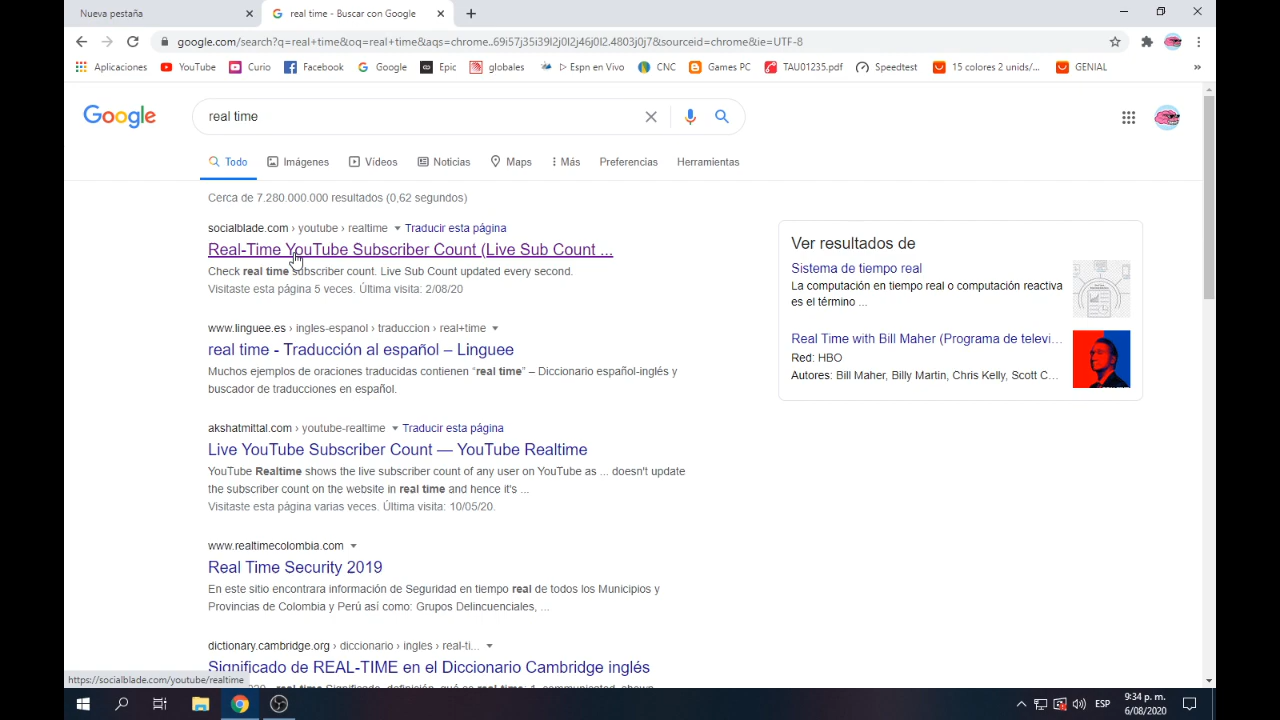 Nueva pestaña
real time - Buscar con Google
google.com/search?q=real+time&oq=real+time&aqs=chrome..69i57j35i39l2j0l2j46j0l2.4803j0j7&sourceid=chrome&ie=UTF-8
Aplicaciones YouTube Curio Facebook Google Epic globales ▷ Espn en Vivo CNC Games PC TAU01235.pdf Speedtest 15 colores 2 unids/... GENIAL »
Google
real time
Todo Imágenes Vídeos Noticias Maps Más Preferencias Herramientas
Cerca de 7.280.000.000 resultados (0,62 segundos)
socialblade.com › youtube › realtime ▾ Traducir esta página
Real-Time YouTube Subscriber Count (Live Sub Count ...
Check real time subscriber count. Live Sub Count updated every second.
Visitaste esta página 5 veces. Última visita: 2/08/20
www.linguee.es › ingles-espanol › traduccion › real+time ▾
real time - Traducción al español – Linguee
Muchos ejemplos de oraciones traducidas contienen “real time” – Diccionario español-inglés y
buscador de traducciones en español.
akshatmittal.com › youtube-realtime ▾ Traducir esta página
Live YouTube Subscriber Count — YouTube Realtime
YouTube Realtime shows the live subscriber count of any user on YouTube as ... doesn't update
the subscriber count on the website in real time and hence it's ...
Visitaste esta página varias veces. Última visita: 10/05/20.
www.realtimecolombia.com ▾
Real Time Security 2019
En este sitio encontrara información de Seguridad en tiempo real de todos los Municipios y
Provincias de Colombia y Perú así como: Grupos Delincuenciales, ...
dictionary.cambridge.org › diccionario › ingles › real-ti... ▾
Significado de REAL-TIME en el Diccionario Cambridge inglés
Ver resultados de
Sistema de tiempo real
La computación en tiempo real o computación reactiva
es el término ...
Real Time with Bill Maher (Programa de televi...
Red: HBO
Autores: Bill Maher, Billy Martin, Chris Kelly, Scott C...
https://socialblade.com/youtube/realtime
ESP
9:34 p. m.
6/08/2020